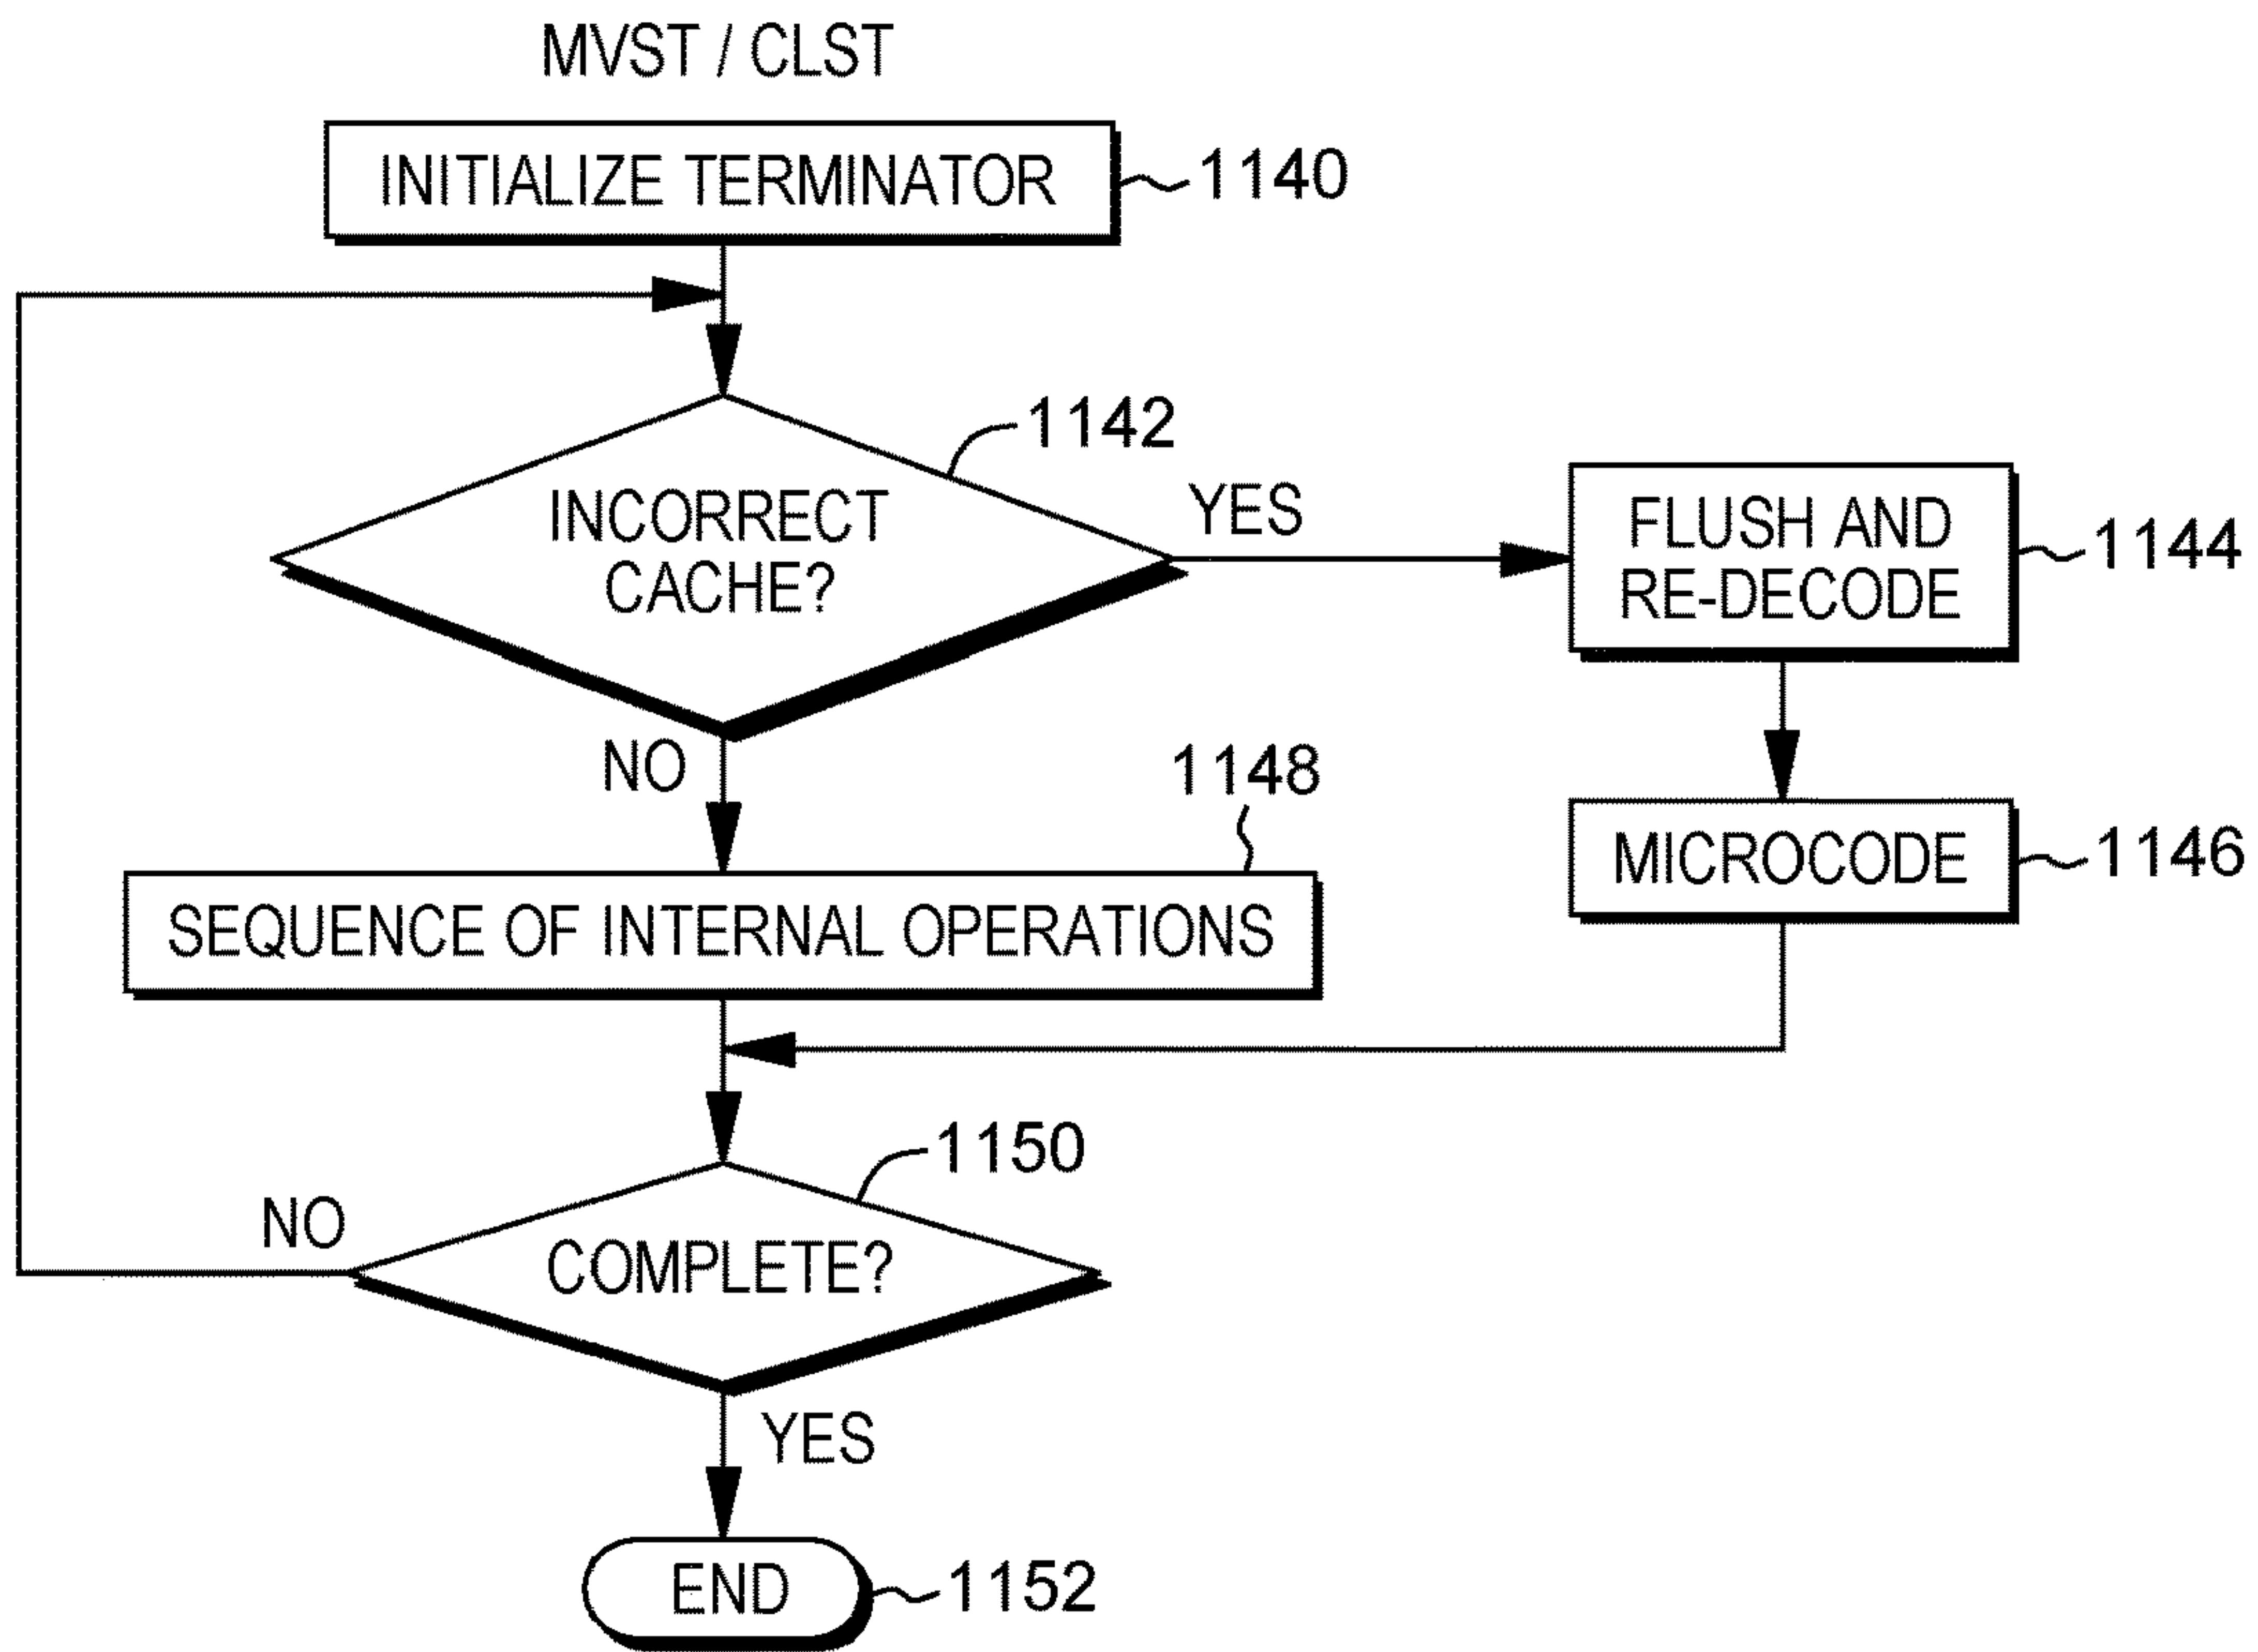 MVST / CLST
INITIALIZE TERMINATOR
1140
1142
INCORRECT
CACHE?
YES
FLUSH AND
RE-DECODE
1144
NO
1148
MICROCODE
1146
SEQUENCE OF INTERNAL OPERATIONS
1150
NO
COMPLETE?
YES
END
1152